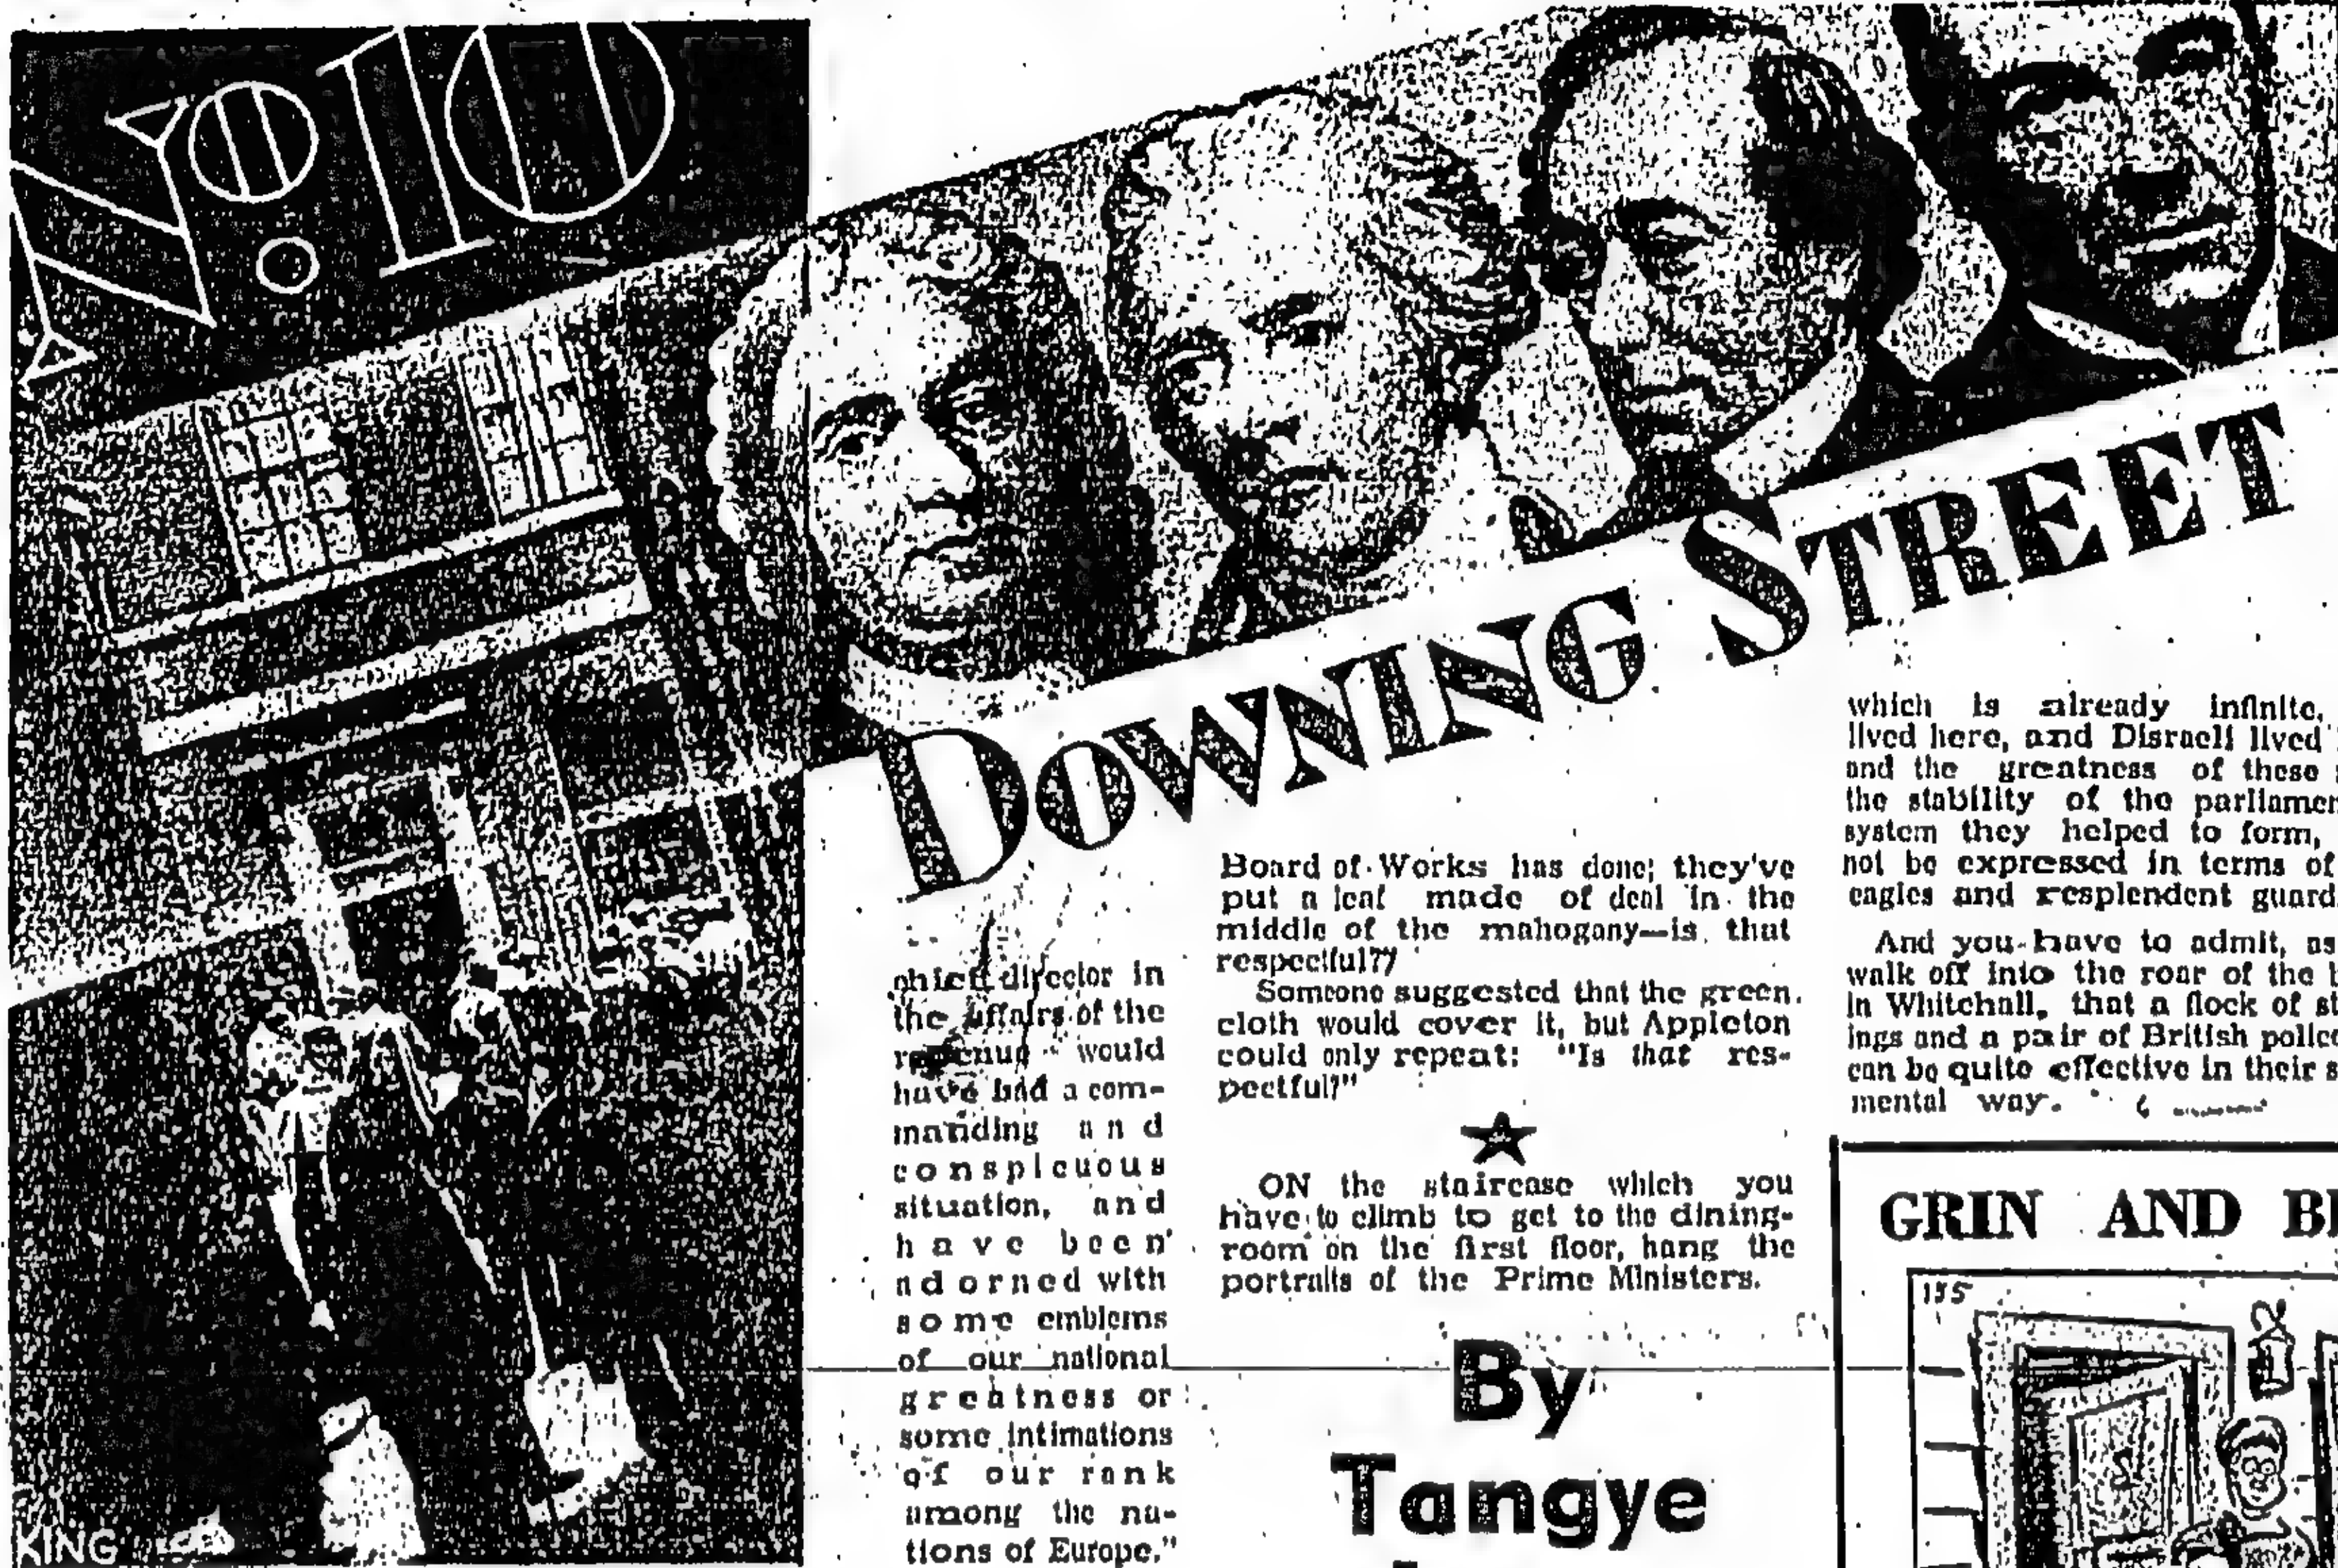 No. 10
DOWNING STREET
chief director in
the affairs of the
revenue" would
have had a com-
manding and
conspicuous
situation, and
have been
adorned with
some emblems
of our national
greatness or
some intimations
of our rank
among the na-
tions of Europe."
Board of Works has done; they've
put a leaf made of deal in the
middle of the mahogany—is that
respectful?"
Someone suggested that the green
cloth would cover it, but Appleton
could only repeat: "Is that res-
pectful?"
ON the staircase which you
have to climb to get to the dining-
room on the first floor, hang the
portraits of the Prime Ministers.
By
Tangye
which is already infinite,
lived here, and Disraeli lived
and the greatness of these
the stability of the parliamen
system they helped to form,
not be expressed in terms of
eagles and resplendent guard
And you have to admit, as
walk off into the roar of the
in Whitehall, that a flock of st
ings and a pair of British police
can be quite effective in their s
mental way.
GRIN AND B
135
KING